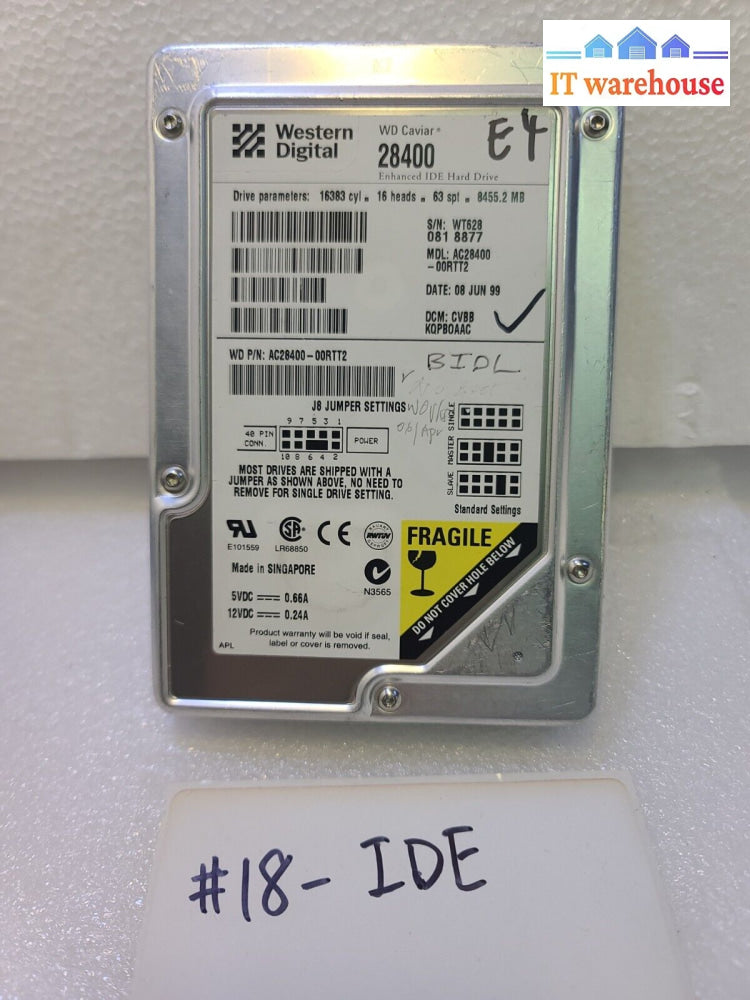 IT warehouse
Western
Digital
WD Caviar®
28400
Enhanced IDE Hard Drive
E4
Drive parameters: 16383 cyl ▪ 16 heads ▪ 63 spt ▪ 8455.2 MB
S/N: WT628
081 8877
MDL: AC28400
-00RTT2
DATE: 08 JUN 99
DCM: CVBB
KQPBOAAC
WD P/N: AC28400-00RTT2
BIDL
J8 JUMPER SETTINGS
9 7 5 3 1
40 PIN
CONN.
POWER
10 8 6 4 2
SINGLE
MASTER
SLAVE
MOST DRIVES ARE SHIPPED WITH A
JUMPER AS SHOWN ABOVE, NO NEED TO
REMOVE FOR SINGLE DRIVE SETTING.
Standard Settings
E101559
LR68850
N3565
Made in SINGAPORE
5VDC 0.66A
12VDC 0.24A
Product warranty will be void if seal,
label or cover is removed.
APL
FRAGILE
DO NOT COVER HOLE BELOW
#18- IDE